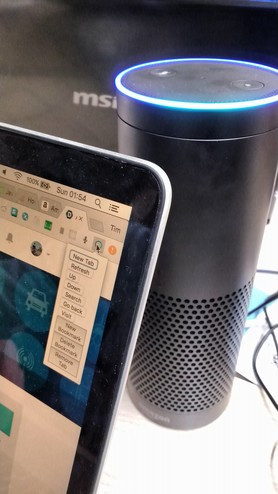 msi
100%
Sun 01:54
Tim
New Tab
Refresh
Up
Down
Search
Go back
Visit
New
Bookmark
Delete
Bookmark
Remove
Tab